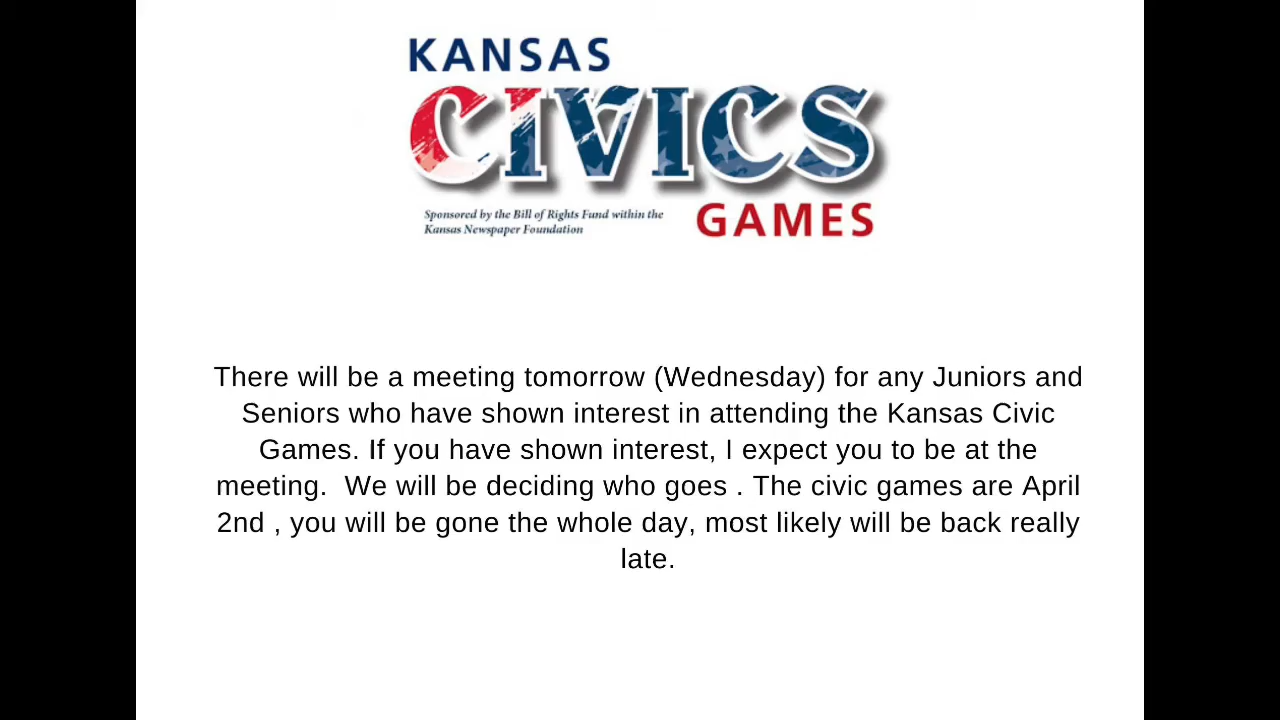 KANSAS
CIVICS
Sponsored by the Bill of Rights Fund within the
Kansas Newspaper Foundation
GAMES
There will be a meeting tomorrow (Wednesday) for any Juniors and
Seniors who have shown interest in attending the Kansas Civic
Games. If you have shown interest, I expect you to be at the
meeting.  We will be deciding who goes . The civic games are April
2nd , you will be gone the whole day, most likely will be back really
late.